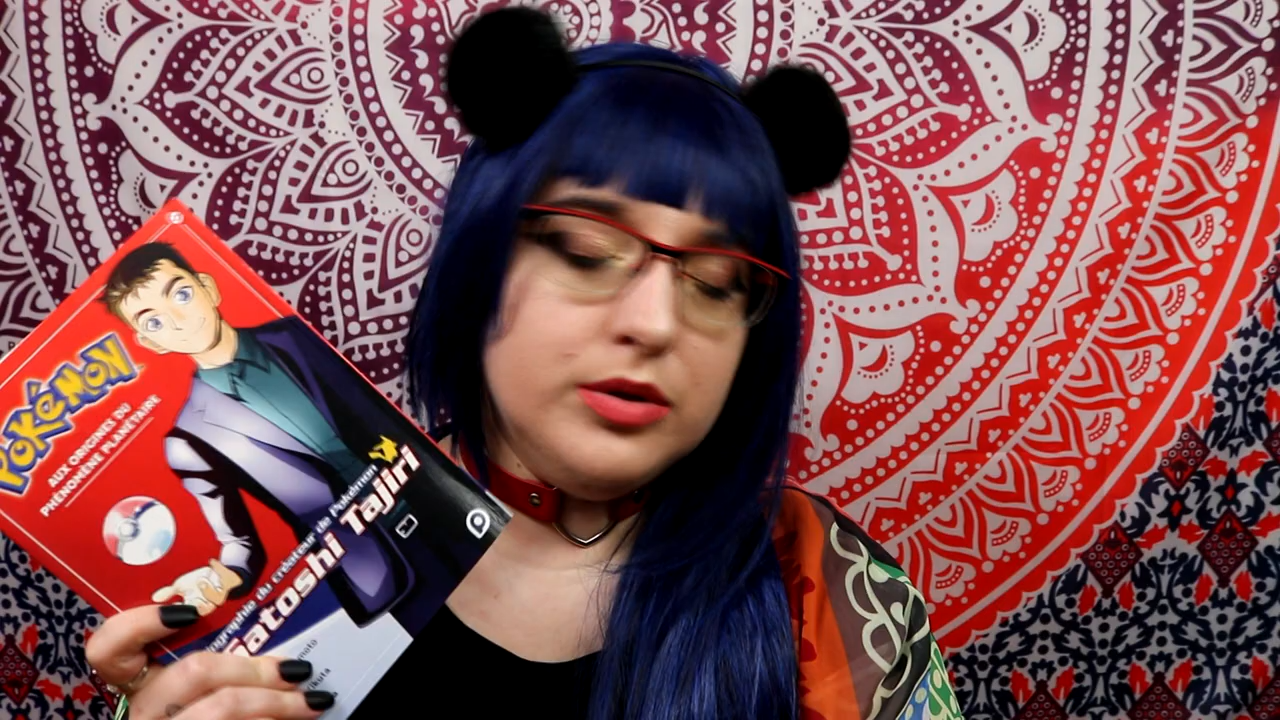 POKÉMON
AUX ORIGINES DU
PHÉNOMÈNE PLANÉTAIRE
du créateur de Pokémon
Satoshi Tajiri